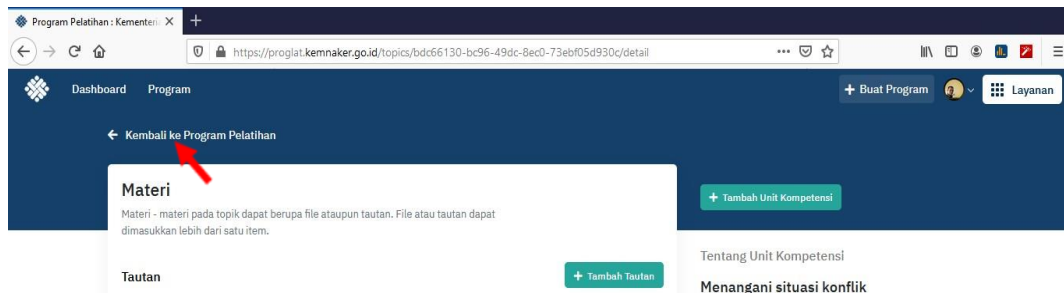 Program Pelatihan : Kementeri
https://proglat.kemnaker.go.id/topics/bdc66130-bc96-49dc-8ec0-73ebf05d930c/detail
Dashboard Program + Buat Program Layanan
← Kembali ke Program Pelatihan
Materi
Materi - materi pada topik dapat berupa file ataupun tautan. File atau tautan dapat
dimasukkan lebih dari satu item.
Tautan
+ Tambah Tautan
+ Tambah Unit Kompetensi
Tentang Unit Kompetensi
Menangani situasi konflik